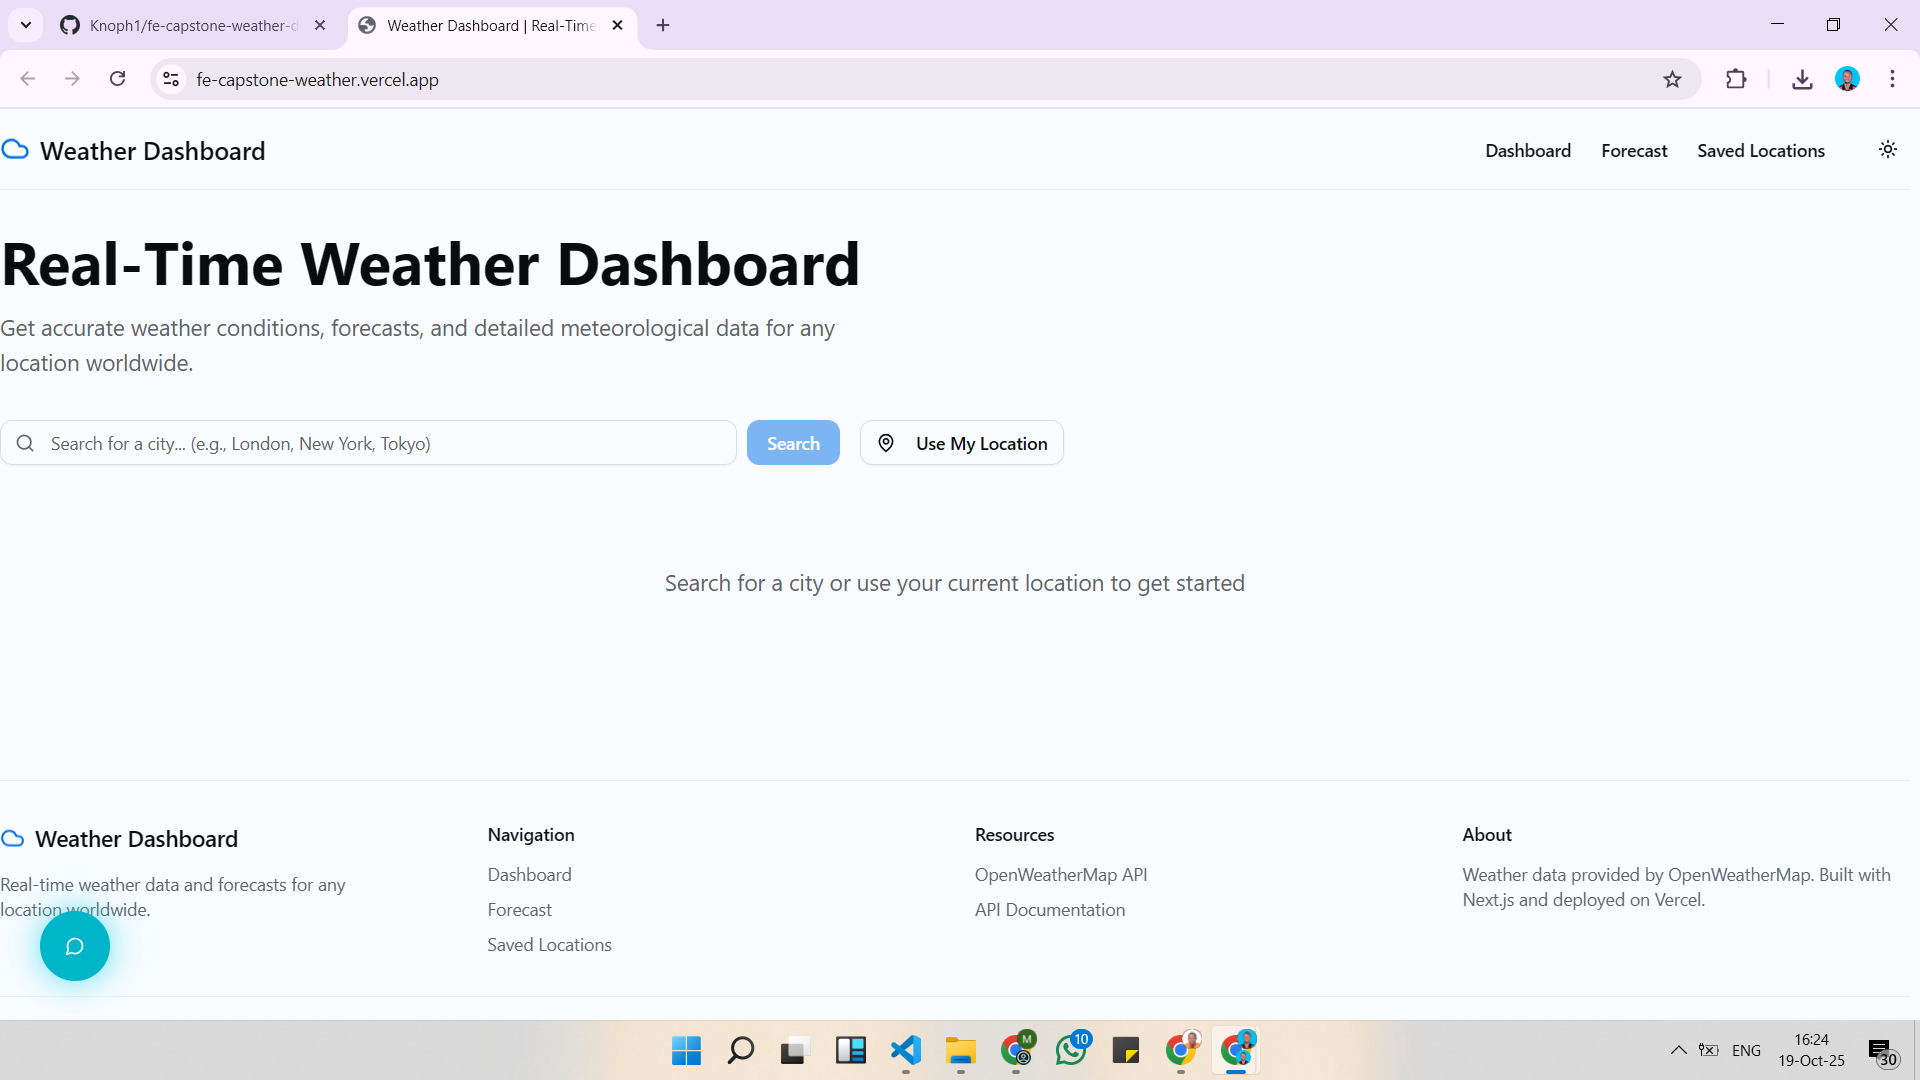 Knoph1/fe-capstone-weather-d
Weather Dashboard | Real-Time
fe-capstone-weather.vercel.app
Weather Dashboard
Dashboard
Forecast
Saved Locations
Real-Time Weather Dashboard
Get accurate weather conditions, forecasts, and detailed meteorological data for any
location worldwide.
Search for a city... (e.g., London, New York, Tokyo)
Search
Use My Location
Search for a city or use your current location to get started
Weather Dashboard
Real-time weather data and forecasts for any
location worldwide.
Navigation
Dashboard
Forecast
Saved Locations
Resources
OpenWeatherMap API
API Documentation
About
Weather data provided by OpenWeatherMap. Built with
Next.js and deployed on Vercel.
M
10
ENG
16:24
19-Oct-25
30